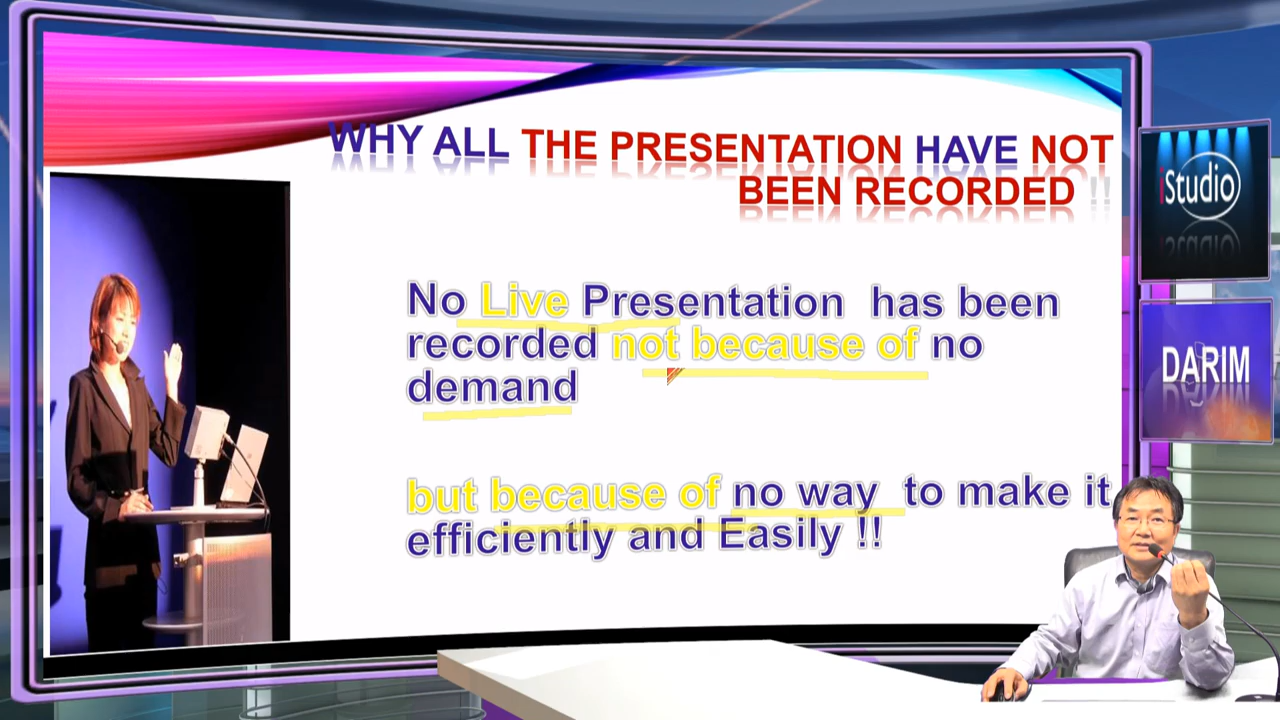 WHY ALL THE PRESENTATION HAVE NOT
BEEN RECORDED !!
No Live Presentation has been
recorded not because of no
demand
but because of no way to make it
efficiently and Easily !!
iStudio
DARIM